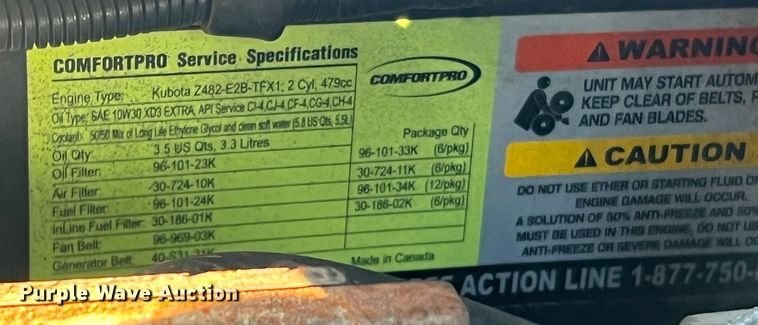 COMFORTPRO Service Specifications
Engine Type: Kubota Z482-E2B-TFX1; 2 Cyl, 479cc
Oil Type: SAE 10W30 XD3 EXTRA, API Service CI-4,CJ-4,CF-4,CG-4,CH-4
50/50 Mix of Long Life Ethylene Glycol and clean soft water (5.8 US Qts, 5.5L)
Oil Qty: 3.5 US Qts, 3.3 Litres
Oil Filter: 96-101-23K
Air Filter: 30-724-10K
Fuel Filter: 96-101-24K
InLine Fuel Filter: 30-166-01K
Fan Belt: 96-969-03K
Generator Belt:
COMFORTPRO
Package Qty
96-101-33K (6/pkg)
30-724-11K (6/pkg)
96-101-34K (12/pkg)
30-166-02K (6/pkg)
Made in Canada
WARNING
UNIT MAY START AUTOM
KEEP CLEAR OF BELTS, F
AND FAN BLADES.
CAUTION
DO NOT USE ETHER OR STARTING FLUID
ENGINE DAMAGE WILL OCCUR.
A SOLUTION OF 50% ANTI-FREEZE AND 50%
MUST BE USED IN THIS ENGINE, DO NOT US
ANTI-FREEZE OR SEVERE DAMAGE WILL OC
ACTION LINE 1-877-750-
Purple Wave Auction